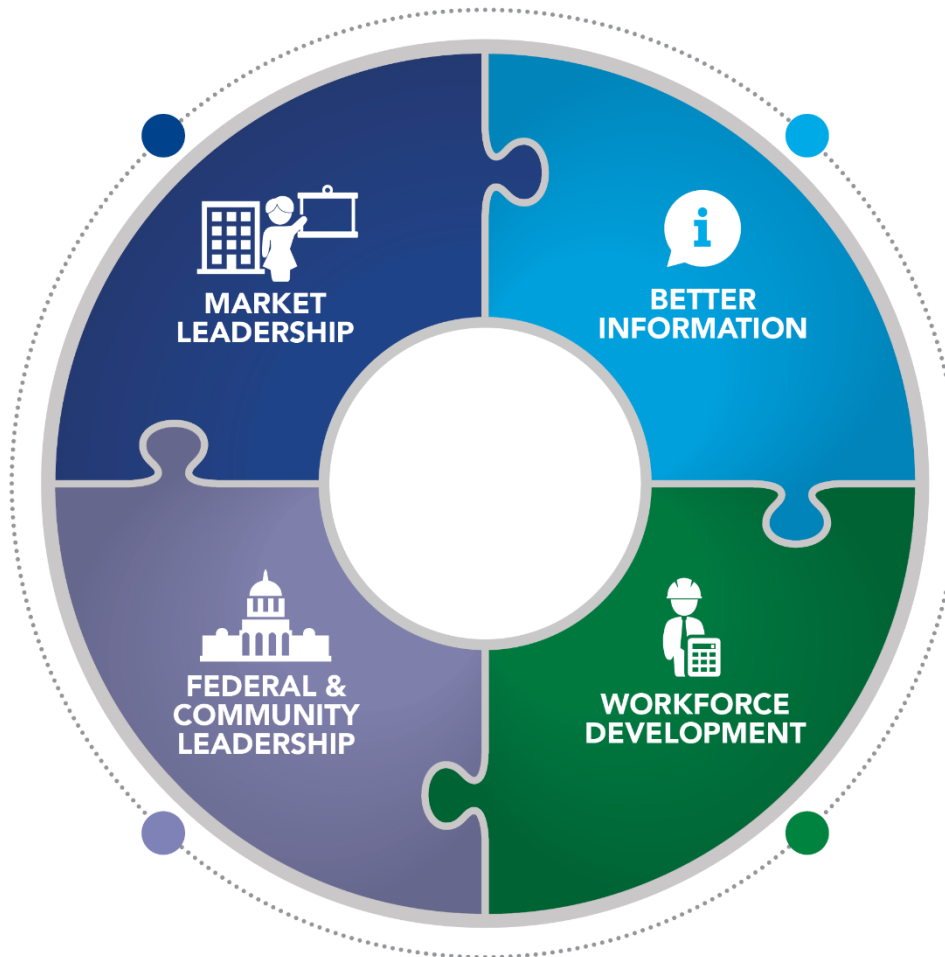 MARKET
LEADERSHIP
i
BETTER
INFORMATION
FEDERAL &
COMMUNITY
LEADERSHIP
WORKFORCE
DEVELOPMENT